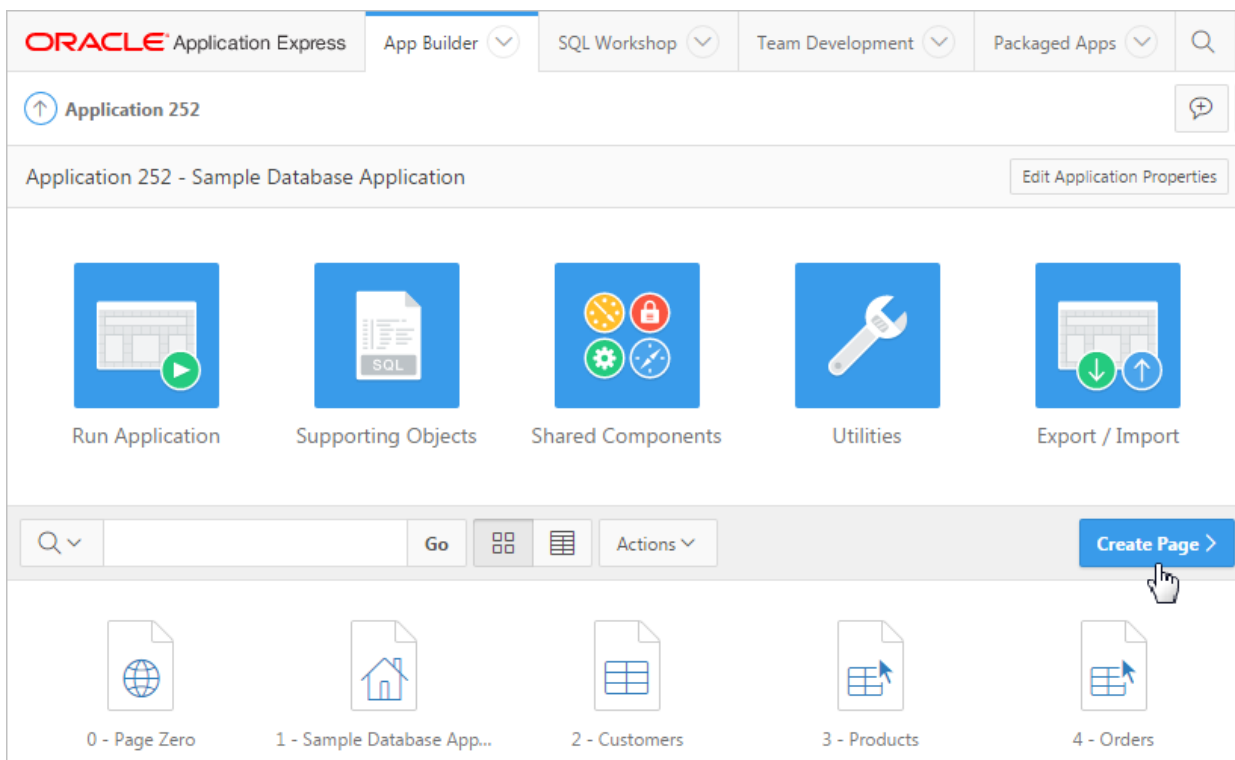 ORACLE Application Express App Builder SQL Workshop Team Development Packaged Apps
Application 252
Application 252 - Sample Database Application Edit Application Properties
SQL
Run Application Supporting Objects Shared Components Utilities Export / Import
Go Actions Create Page
0 - Page Zero 1 - Sample Database App... 2 - Customers 3 - Products 4 - Orders